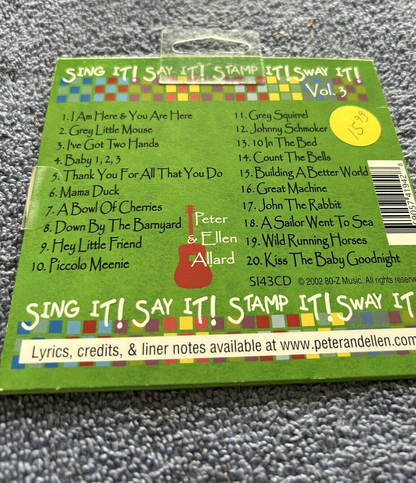 SING IT! SAY IT! STAMP IT! SWAY IT!
Vol. 3
1. I Am Here & You Are Here
2. Grey Little Mouse
3. I've Got Two Hands
4. Baby 1, 2, 3
5. Thank You For All That You Do
6. Mama Duck
7. A Bowl Of Cherries
8. Down By The Barnyard
9. Hey Little Friend
10. Piccolo Meenie
11. Grey Squirrel
12. Johnny Schmoker
13. 10 In The Bed
14. Count The Bells
15. Building A Better World
16. Great Machine
17. John The Rabbit
18. A Sailor Went To Sea
19. Wild Running Horses
20. Kiss The Baby Goodnight
15.99
Peter
& Ellen
Allard
SI43CD © 2002 80-Z Music. All rights reserve
SING IT! SAY IT! STAMP IT! SWAY IT
Lyrics, credits, & liner notes available at www.peterandellen.com